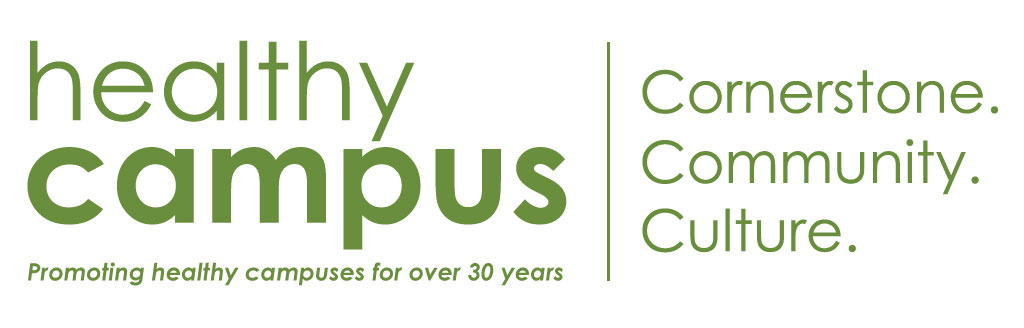 healthy
campus
Promoting healthy campuses for over 30 years
Cornerstone.
Community.
Culture.